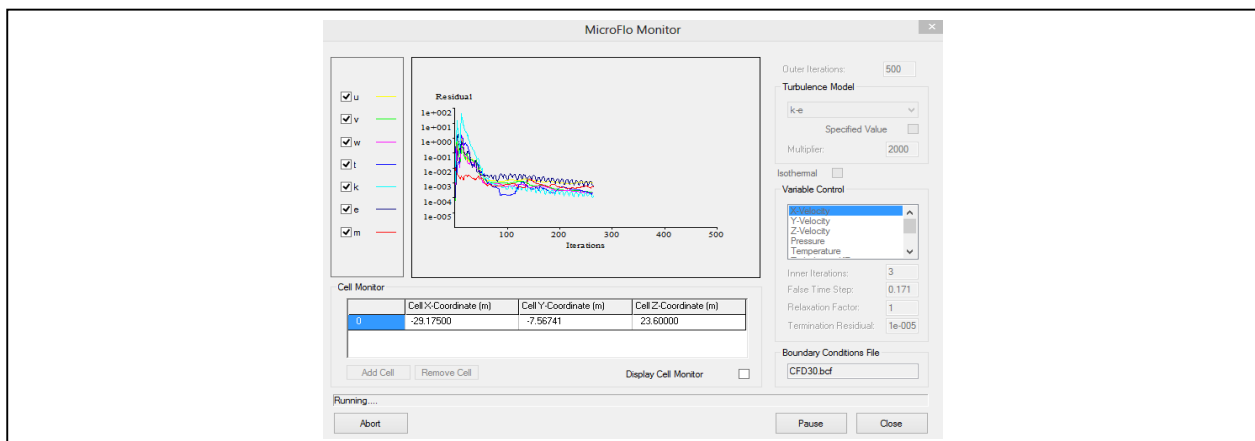 MicroFlo Monitor
u
v
w
t
k
e
m
Residual
1e+002
1e+001
1e+000
1e-001
1e-002
1e-003
1e-004
1e-005
100 200 300 400 500
Iterations
Outer Iterations: 500
Turbulence Model
k-e
Specified Value
Multiplier: 2000
Isothermal
Variable Control
X-Velocity
Y-Velocity
Z-Velocity
Pressure
Temperature
Inner Iterations: 3
False Time Step: 0.171
Relaxation Factor: 1
Termination Residual: 1e-005
Cell Monitor
Cell X-Coordinate (m) Cell Y-Coordinate (m) Cell Z-Coordinate (m)
0 -29.17500 -7.56741 23.60000
Add Cell Remove Cell Display Cell Monitor
Boundary Conditions File
CFD30.bcf
Running....
Abort Pause Close